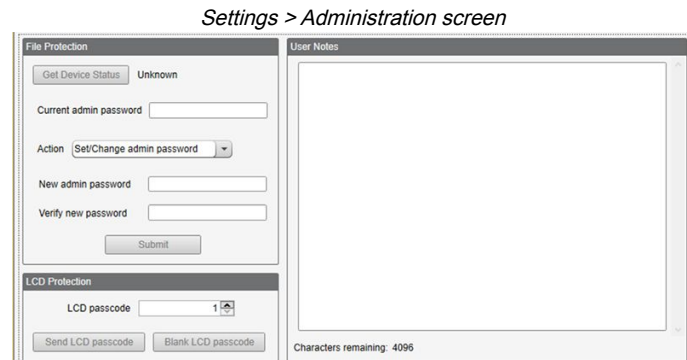 Settings > Administration screen
File Protection
Get Device Status Unknown
Current admin password
Action Set/Change admin password
New admin password
Verify new password
Submit
LCD Protection
LCD passcode 1
Send LCD passcode Blank LCD passcode
User Notes
Characters remaining: 4096